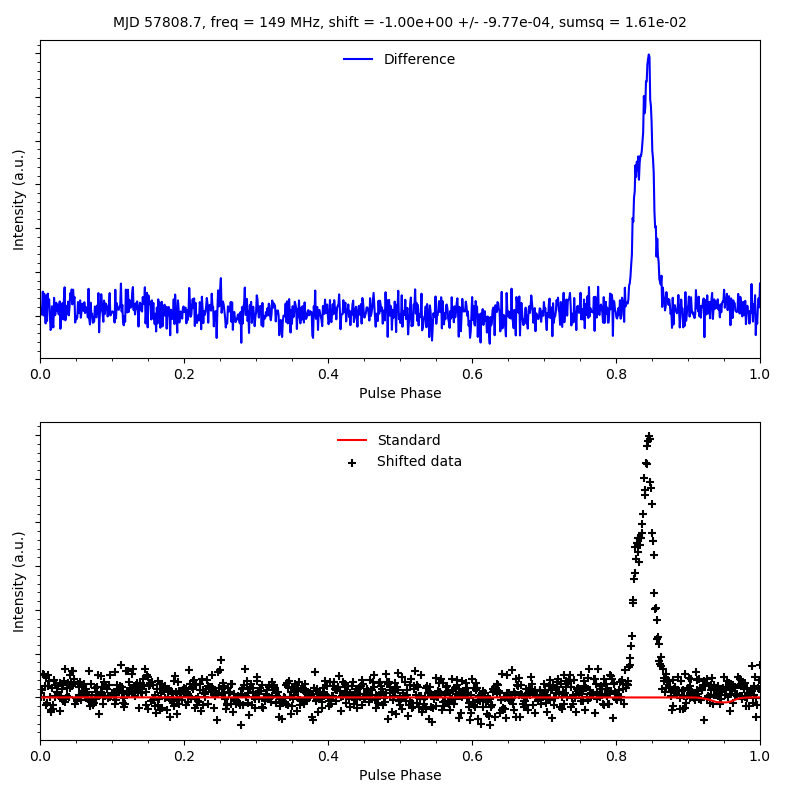 MJD 57808.7, freq = 149 MHz, shift = -1.00e+00 +/- -9.77e-04, sumsq = 1.61e-02
Difference
Intensity (a.u.)
0.0 0.2 0.4 0.6 0.8 1.0
Pulse Phase
Standard
Shifted data
Intensity (a.u.)
0.0 0.2 0.4 0.6 0.8 1.0
Pulse Phase